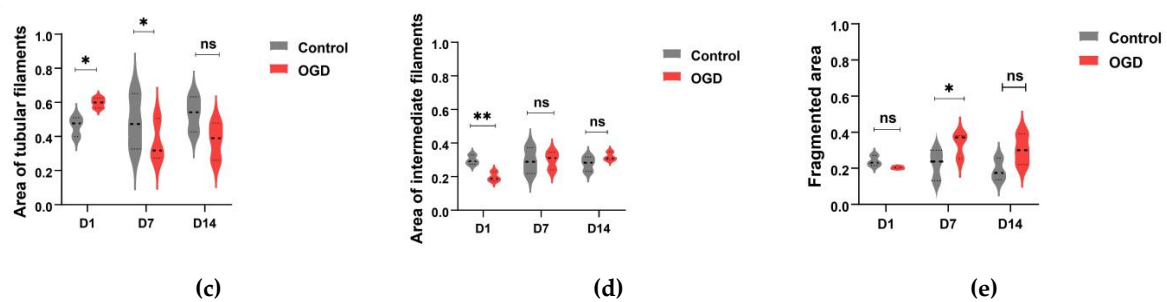 Area of tubular filaments
1.0
0.8
0.6
0.4
0.2
0.0
*
*
ns
D1 D7 D14
Control
OGD
(c)
Area of intermediate filaments
1.0
0.8
0.6
0.4
0.2
0.0
**
ns
ns
D1 D7 D14
Control
OGD
(d)
Fragmented area
1.0
0.8
0.6
0.4
0.2
0.0
ns
*
ns
D1 D7 D14
Control
OGD
(e)